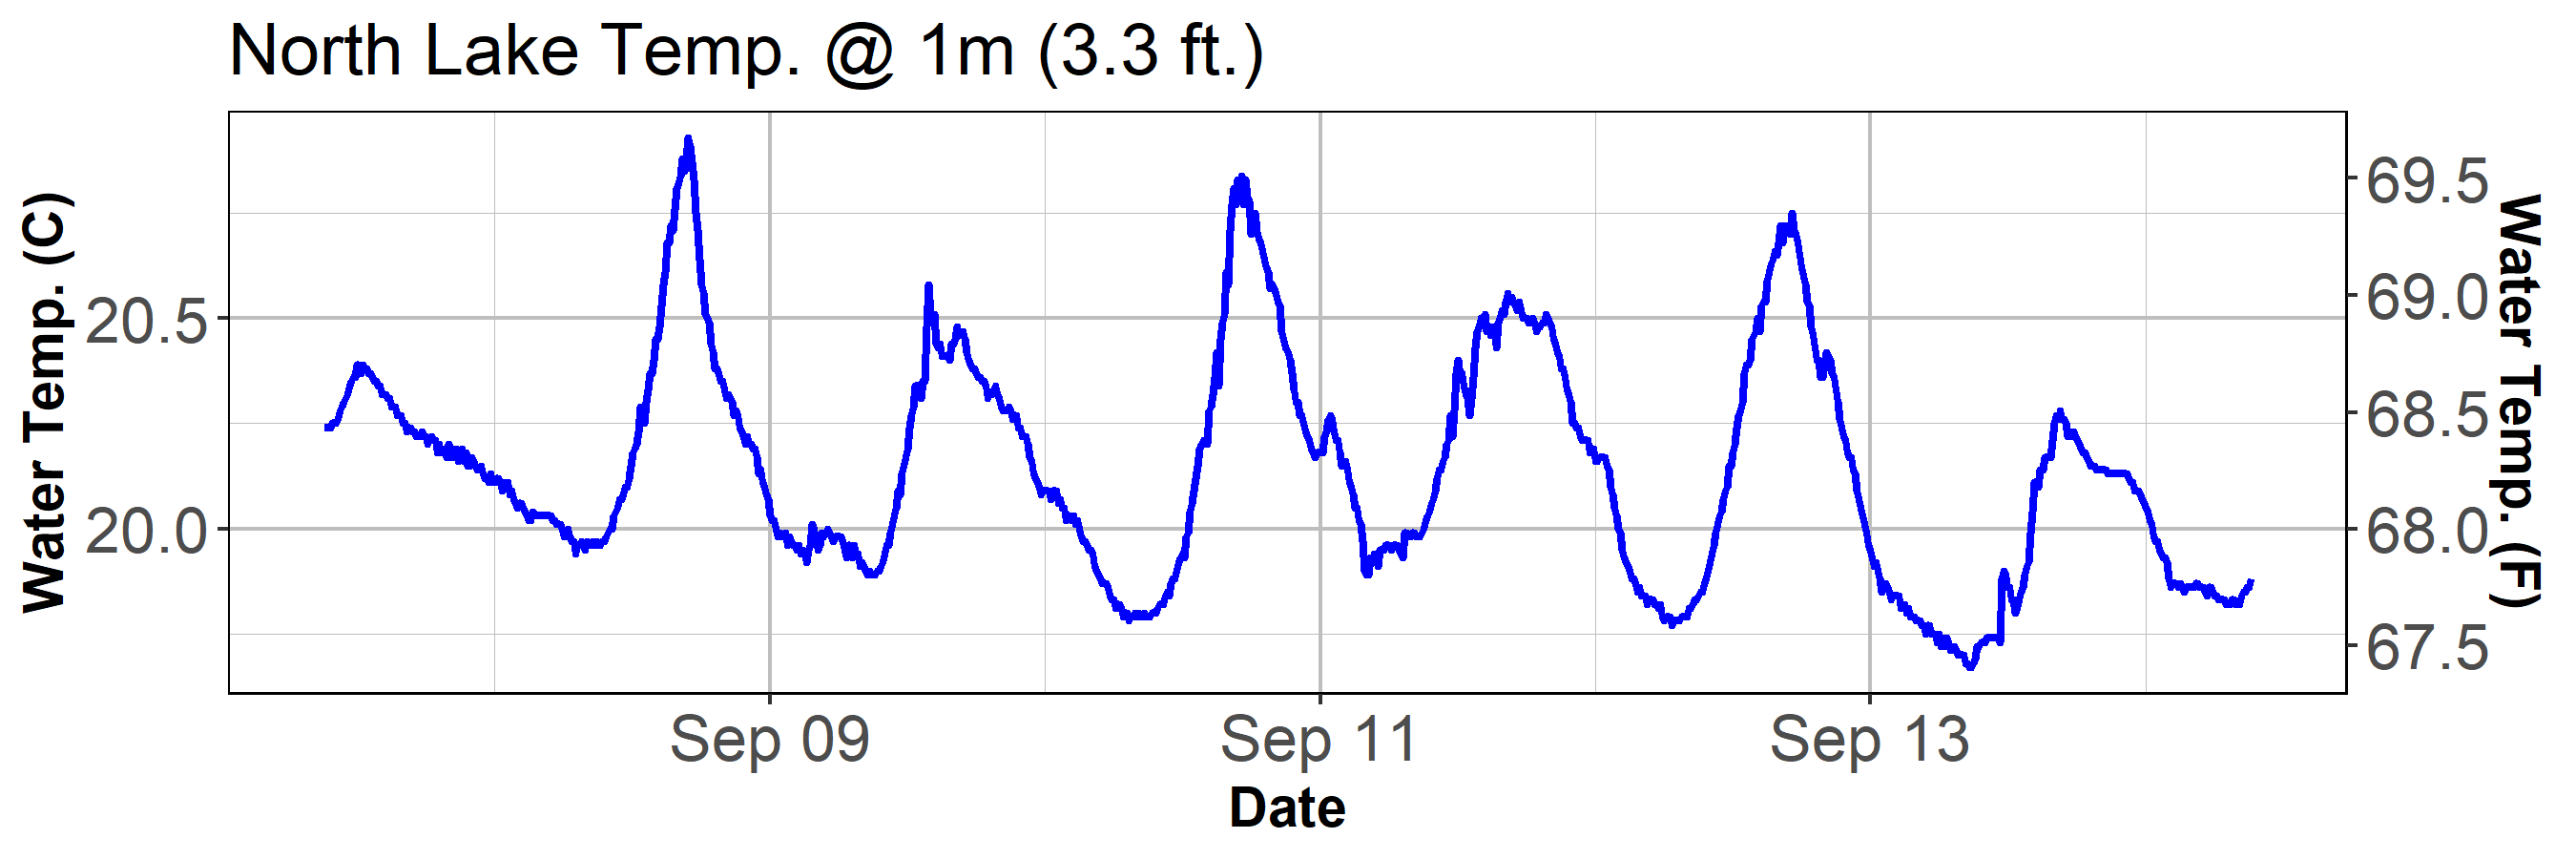 North Lake Temp. @ 1m (3.3 ft.)
Water Temp. (C)
20.5
20.0
69.5
69.0
68.5
68.0
67.5
Water Temp. (F)
Sep 09
Sep 11
Sep 13
Date